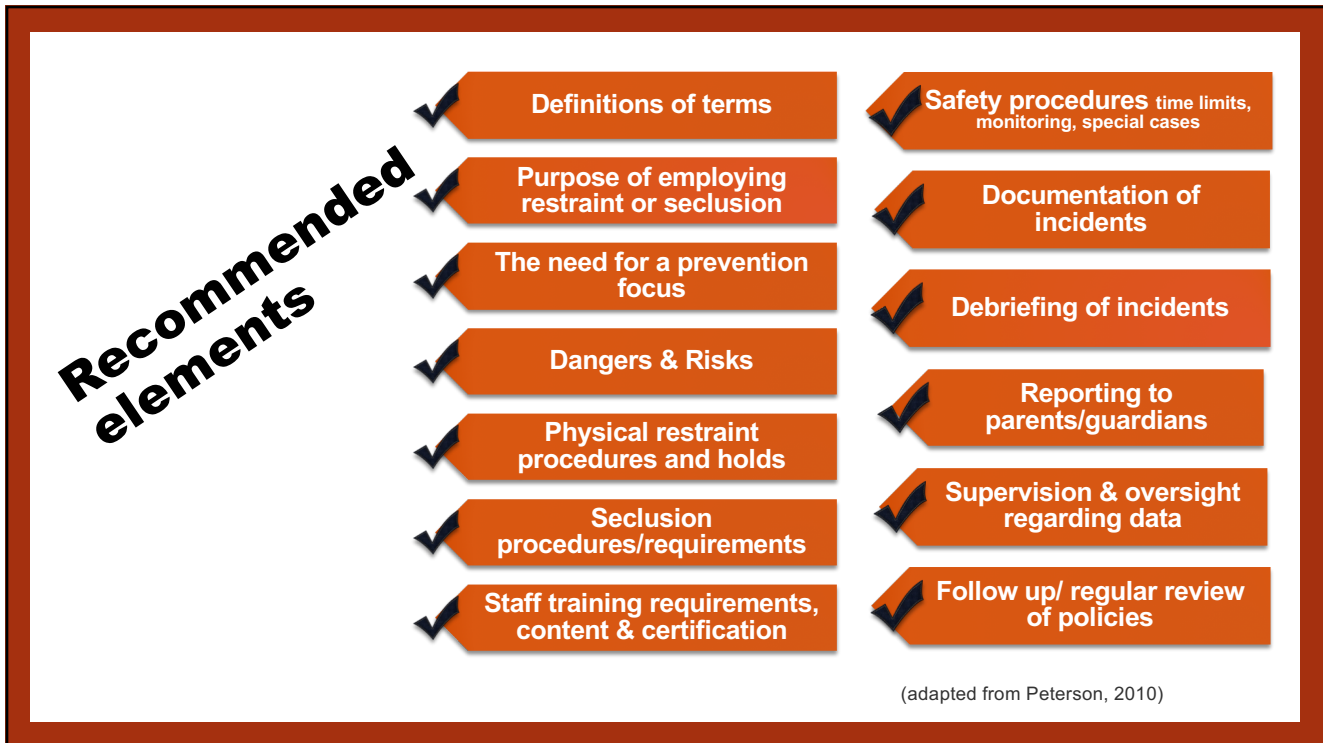 Recommended
elements
Definitions of terms
Purpose of employing
restraint or seclusion
The need for a prevention
focus
Dangers & Risks
Physical restraint
procedures and holds
Seclusion
procedures/requirements
Staff training requirements,
content & certification
Safety procedures time limits,
monitoring, special cases
Documentation of
incidents
Debriefing of incidents
Reporting to
parents/guardians
Supervision & oversight
regarding data
Follow up/ regular review
of policies
(adapted from Peterson, 2010)